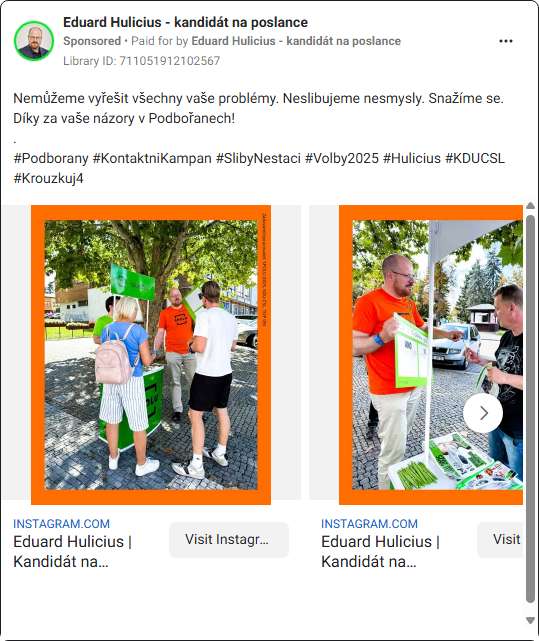 Eduard Hulicius - kandidát na poslance
Sponsored • Paid for by Eduard Hulicius - kandidát na poslance
Library ID: 711051912102567
Nemůžeme vyřešit všechny vaše problémy. Neslibujeme nesmysly. Snažíme se.
Díky za vaše názory v Podbořanech!
.
#Podborany #KontaktniKampan #SlibyNestaci #Volby2025 #Hulicius #KDUCSL
#Krouzkuj4
INSTAGRAM.COM
Eduard Hulicius |
Kandidát na…
Visit Instagr…
INSTAGRAM.COM
Eduard Hulicius |
Kandidát na…
Visit